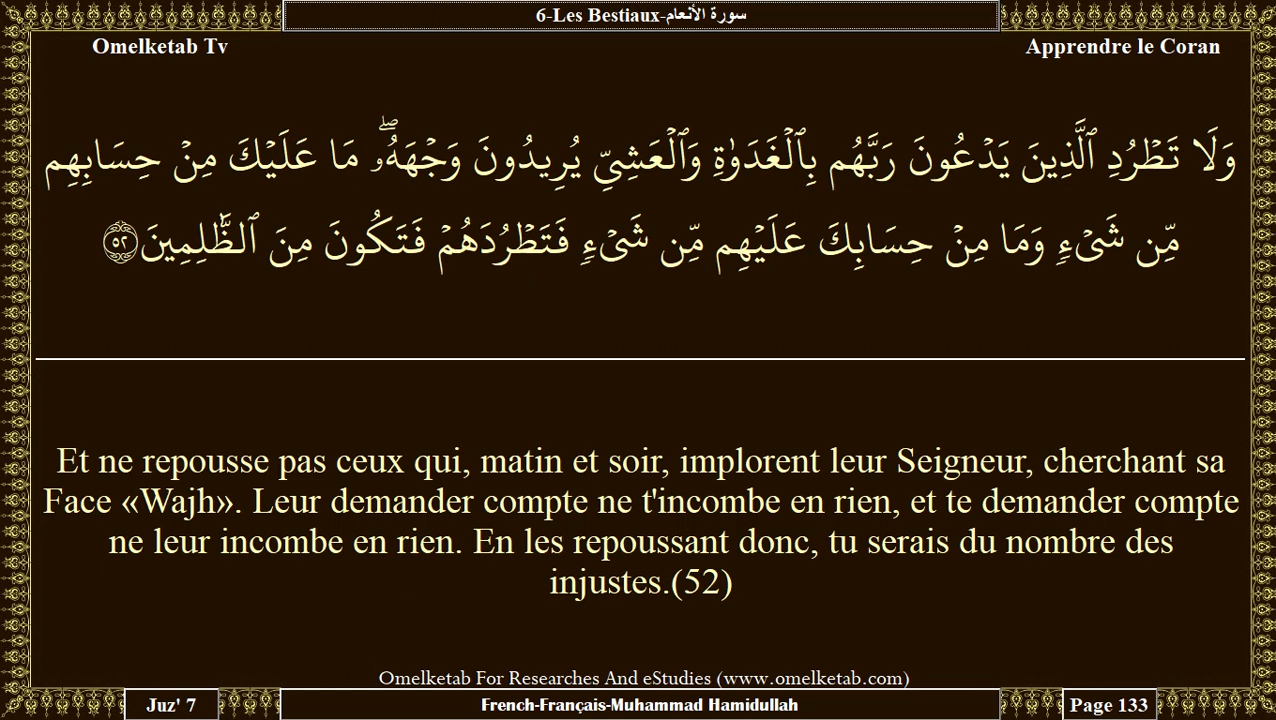 6-Les Bestiaux-سورة الأنعام
Omelketab Tv
Apprendre le Coran
وَلَا تَطۡرُدِ ٱلَّذِينَ يَدۡعُونَ رَبَّهُم بِٱلۡغَدَوٰةِ وَٱلۡعَشِيِّ يُرِيدُونَ وَجۡهَهُۥۖ مَا عَلَيۡكَ مِنۡ حِسَابِهِم
مِّن شَيۡءٖ وَمَا مِنۡ حِسَابِكَ عَلَيۡهِم مِّن شَيۡءٖ فَتَطۡرُدَهُمۡ فَتَكُونَ مِنَ ٱلظَّٰلِمِينَ ٥٢
Et ne repousse pas ceux qui, matin et soir, implorent leur Seigneur, cherchant sa
Face «Wajh». Leur demander compte ne t'incombe en rien, et te demander compte
ne leur incombe en rien. En les repoussant donc, tu serais du nombre des
injustes.(52)
Omelketab For Researches And eStudies (www.omelketab.com)
Juz' 7
French-Français-Muhammad Hamidullah
Page 133